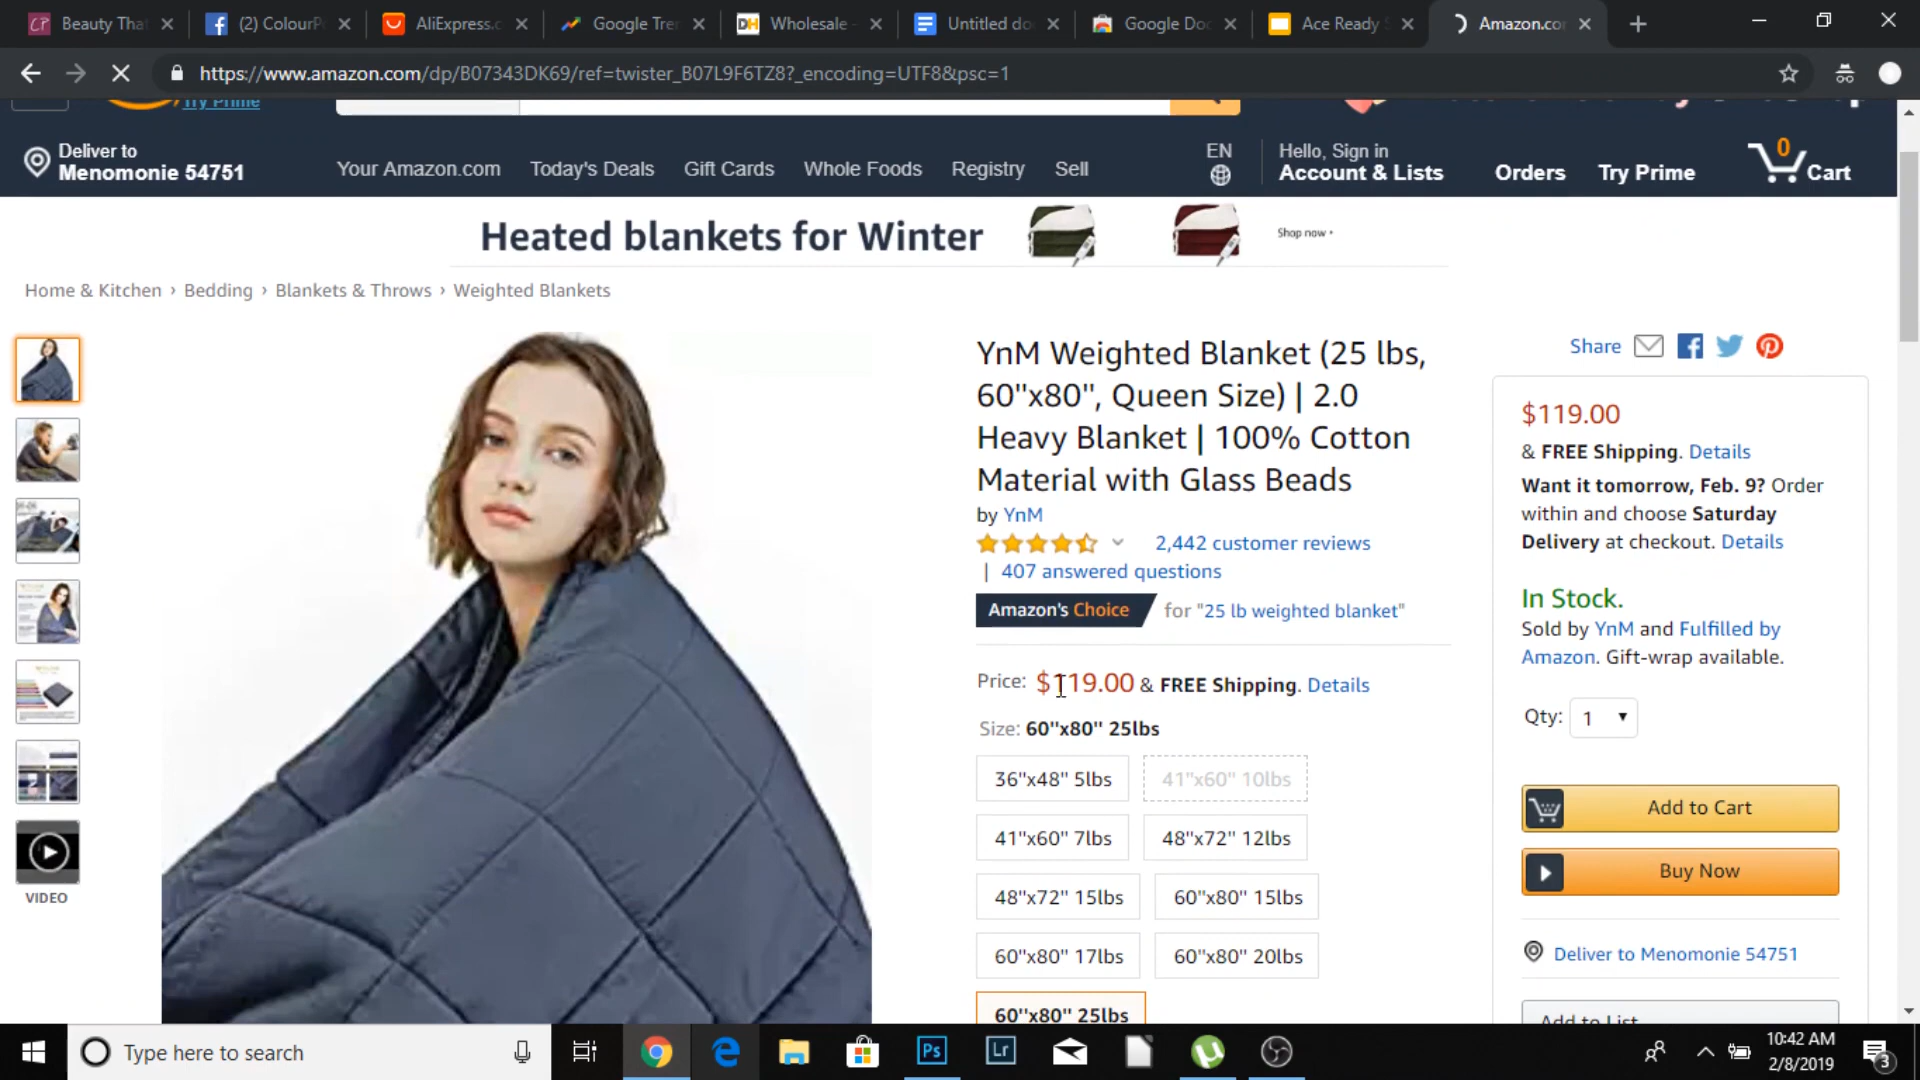 Beauty Tha
(2) ColourP
AliExpress.c
Google Tre
DH
Wholesale
Untitled do
Google Doc
Ace Ready
Amazon.co
https://www.amazon.com/dp/B07343DK69/ref=twister_B07L9F6TZ8?_encoding=UTF8&psc=1
Try Prime
Deliver to
Menomonie 54751
Your Amazon.com
Today's Deals
Gift Cards
Whole Foods
Registry
Sell
EN
Hello, Sign in
Account & Lists
Orders
Try Prime
0
Cart
Heated blankets for Winter
Shop now
Home & Kitchen › Bedding › Blankets & Throws › Weighted Blankets
YnM Weighted Blanket (25 lbs,
60''x80'', Queen Size) | 2.0
Heavy Blanket | 100% Cotton
Material with Glass Beads
by YnM
2,442 customer reviews
| 407 answered questions
Amazon's Choice for "25 lb weighted blanket"
Price: $119.00 & FREE Shipping. Details
Size: 60''x80'' 25lbs
36''x48'' 5lbs
41''x60'' 10lbs
41''x60'' 7lbs
48''x72'' 12lbs
48''x72'' 15lbs
60''x80'' 15lbs
60''x80'' 17lbs
60''x80'' 20lbs
60''x80'' 25lbs
VIDEO
Share
$119.00
& FREE Shipping. Details
Want it tomorrow, Feb. 9? Order
within and choose Saturday
Delivery at checkout. Details
In Stock.
Sold by YnM and Fulfilled by
Amazon. Gift-wrap available.
Qty: 1
Add to Cart
Buy Now
Deliver to Menomonie 54751
Add to List
Type here to search
Ps
Lr
10:42 AM
2/8/2019
3